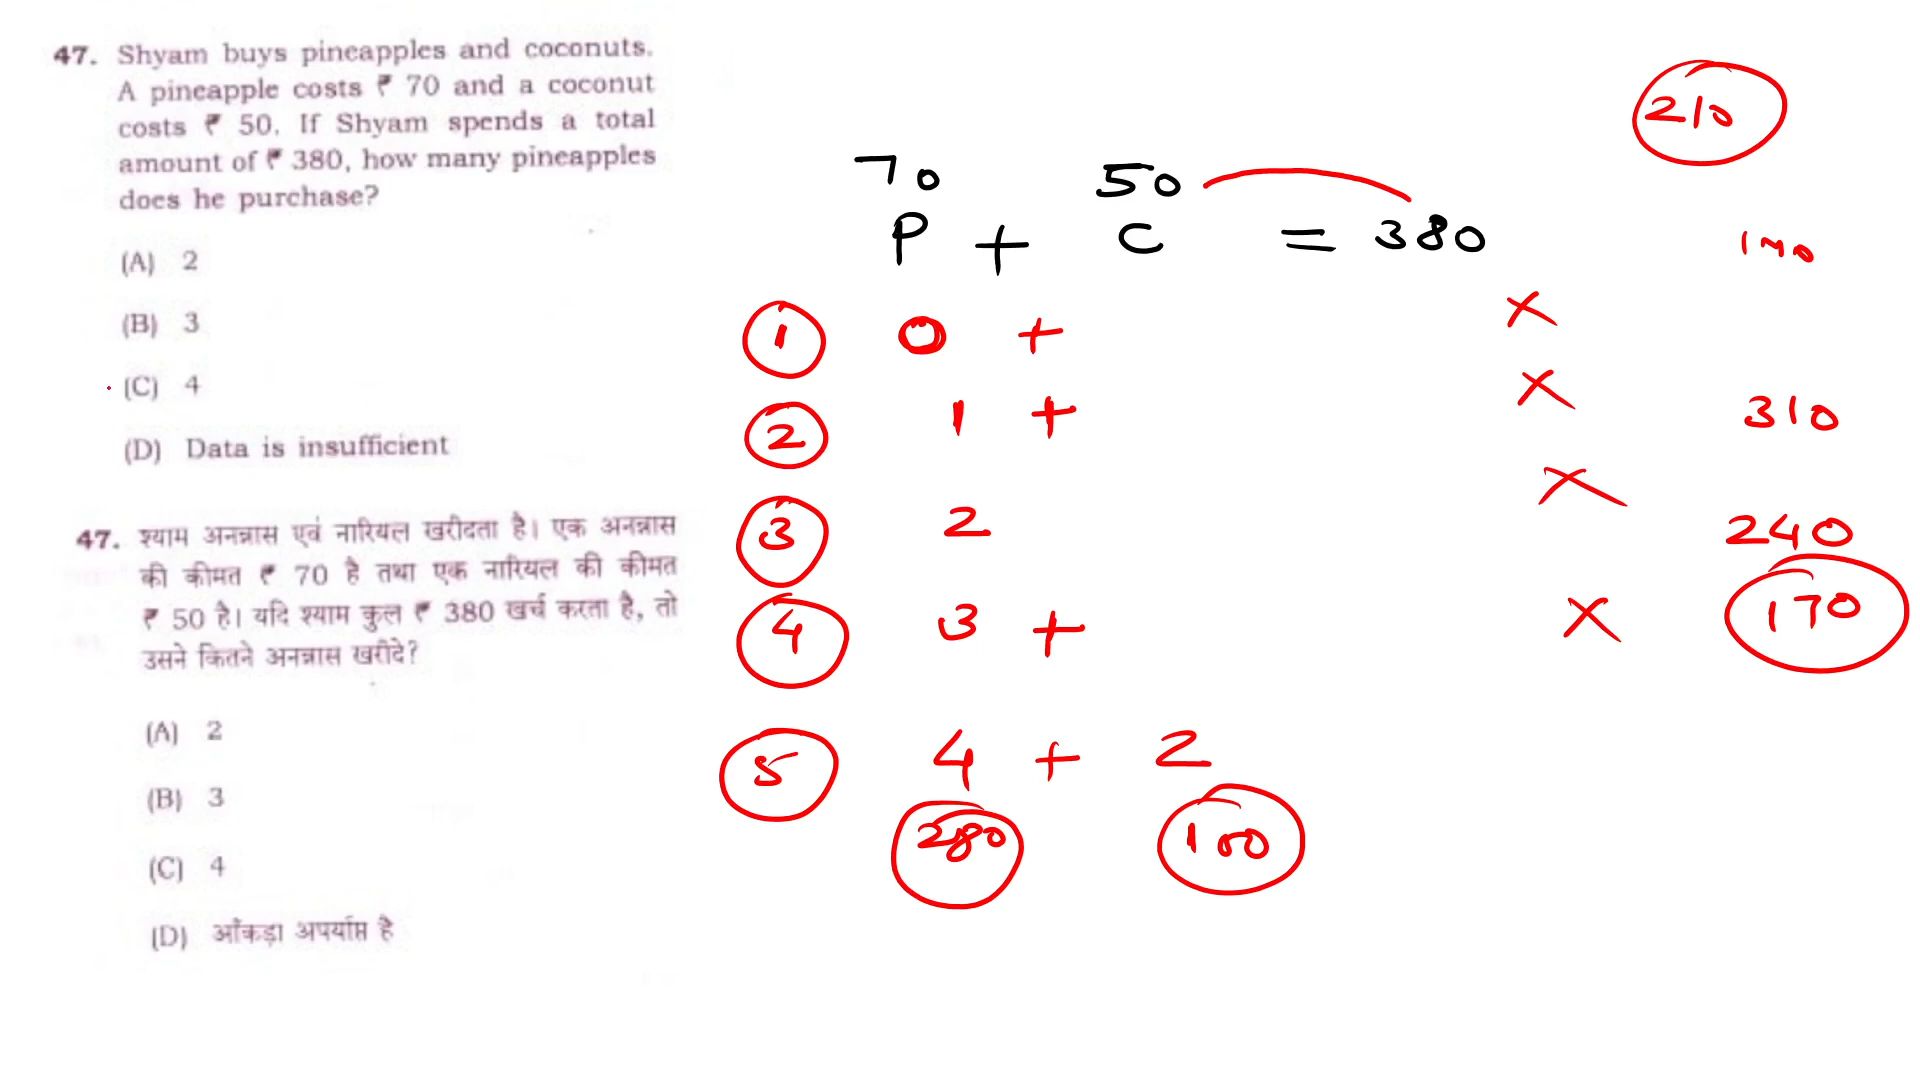 47. Shyam buys pineapples and coconuts.
A pineapple costs ₹ 70 and a coconut
costs ₹ 50. If Shyam spends a total
amount of ₹ 380, how many pineapples
does he purchase?
(A) 2
(B) 3
(C) 4
(D) Data is insufficient
47. श्याम अनन्नास एवं नारियल खरीदता है। एक अनन्नास
की कीमत ₹ 70 है तथा एक नारियल की कीमत
₹ 50 है। यदि श्याम कुल ₹ 380 खर्च करता है, तो
उसने कितने अनन्नास खरीदे?
(A) 2
(B) 3
(C) 4
(D) आँकड़ा अपर्याप्त है
210
70 50
P + C = 380
140
1 0 + ×
2 1 + × 310
3 2 × 240
4 3 + × 170
5 4 + 2
280 100